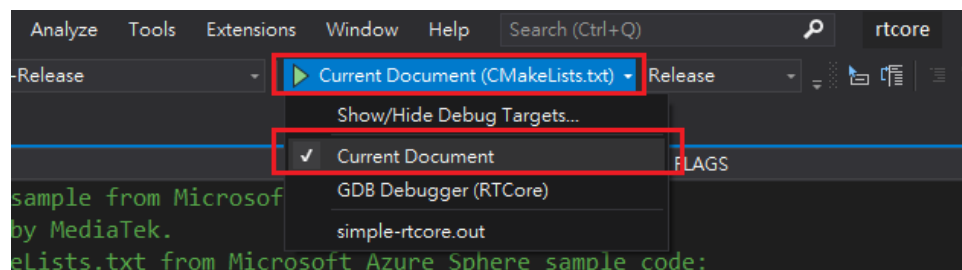 Analyze Tools Extensions Window Help Search (Ctrl+Q) rtcore
-Release Current Document (CMakeLists.txt) Release
Show/Hide Debug Targets...
Current Document FLAGS
sample from Microsof GDB Debugger (RTCore)
by MediaTek. simple-rtcore.out
eLists.txt from Microsoft Azure Sphere sample code: